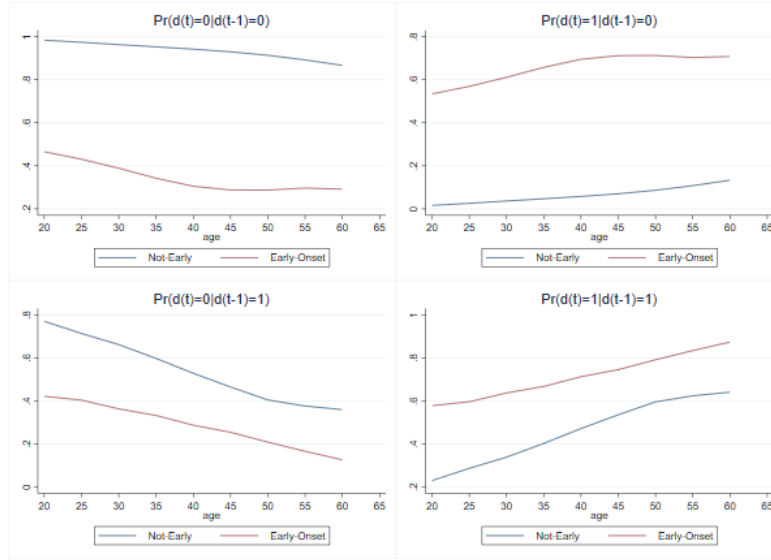 Pr(d(t)=0|d(t-1)=0)
1
.8
.6
.4
.2
20 25 30 35 40 45 50 55 60 65
age
Not-Early Early-Onset
Pr(d(t)=1|d(t-1)=0)
.8
.6
.4
.2
0
20 25 30 35 40 45 50 55 60 65
age
Not-Early Early-Onset
Pr(d(t)=0|d(t-1)=1)
.8
.6
.4
.2
0
20 25 30 35 40 45 50 55 60 65
age
Not-Early Early-Onset
Pr(d(t)=1|d(t-1)=1)
1
.8
.6
.4
.2
20 25 30 35 40 45 50 55 60 65
age
Not-Early Early-Onset